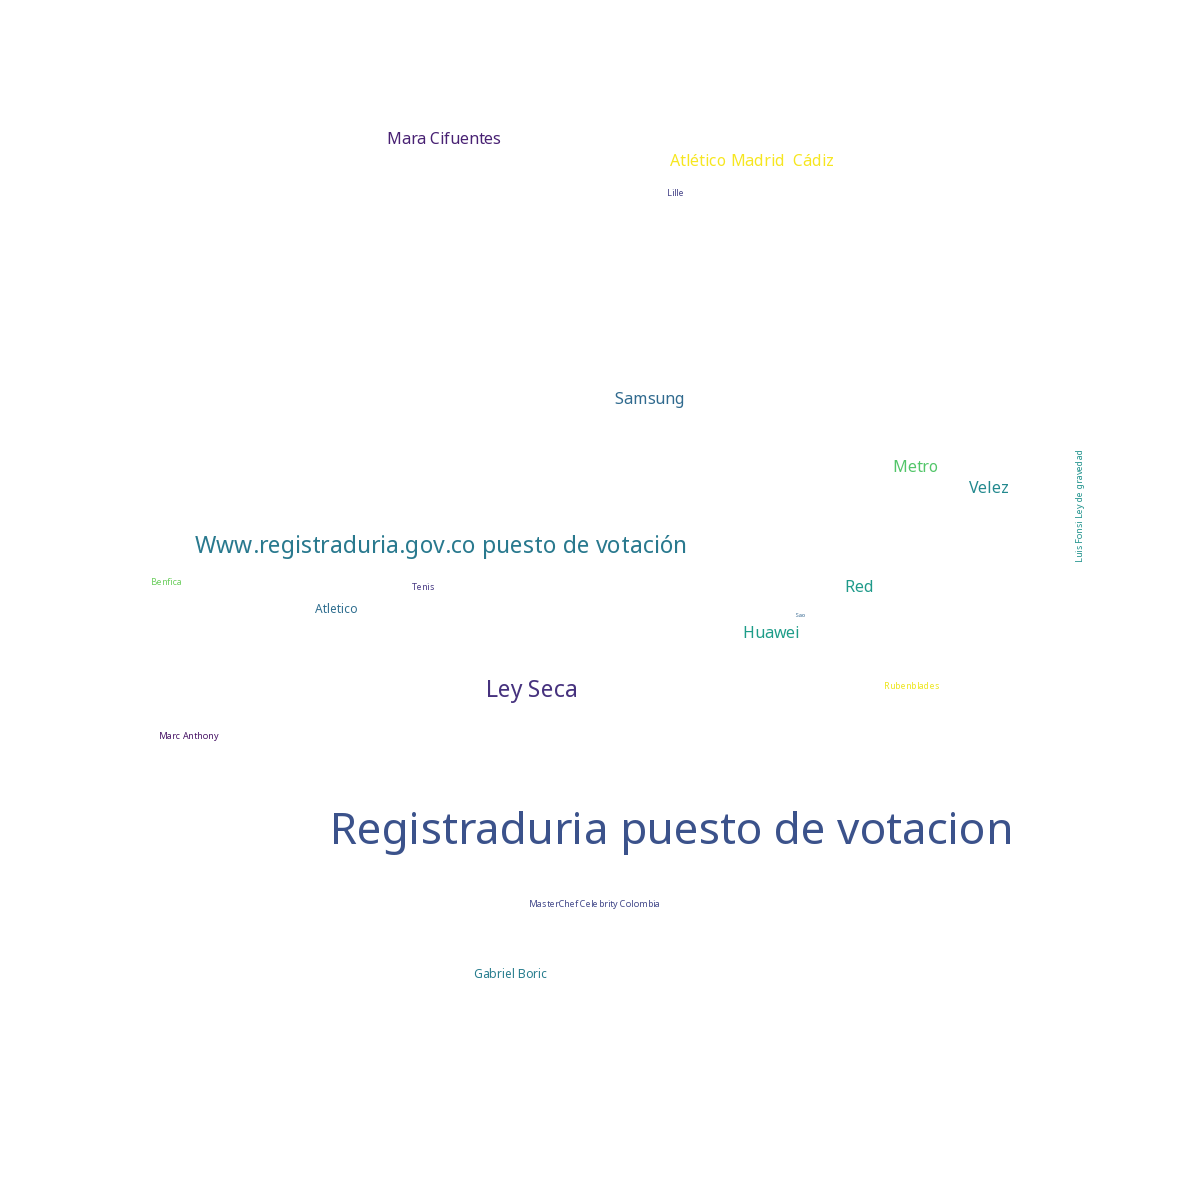 Mara Cifuentes
Atlético Madrid  Cádiz
Lille
Samsung
Metro
Velez
Luis Fonsi Ley de gravedad
Www.registraduria.gov.co puesto de votación
Benfica
Tenis
Red
Atletico
Sao
Huawei
Ley Seca
Rubenblades
Marc Anthony
Registraduria puesto de votacion
MasterChef Celebrity Colombia
Gabriel Boric